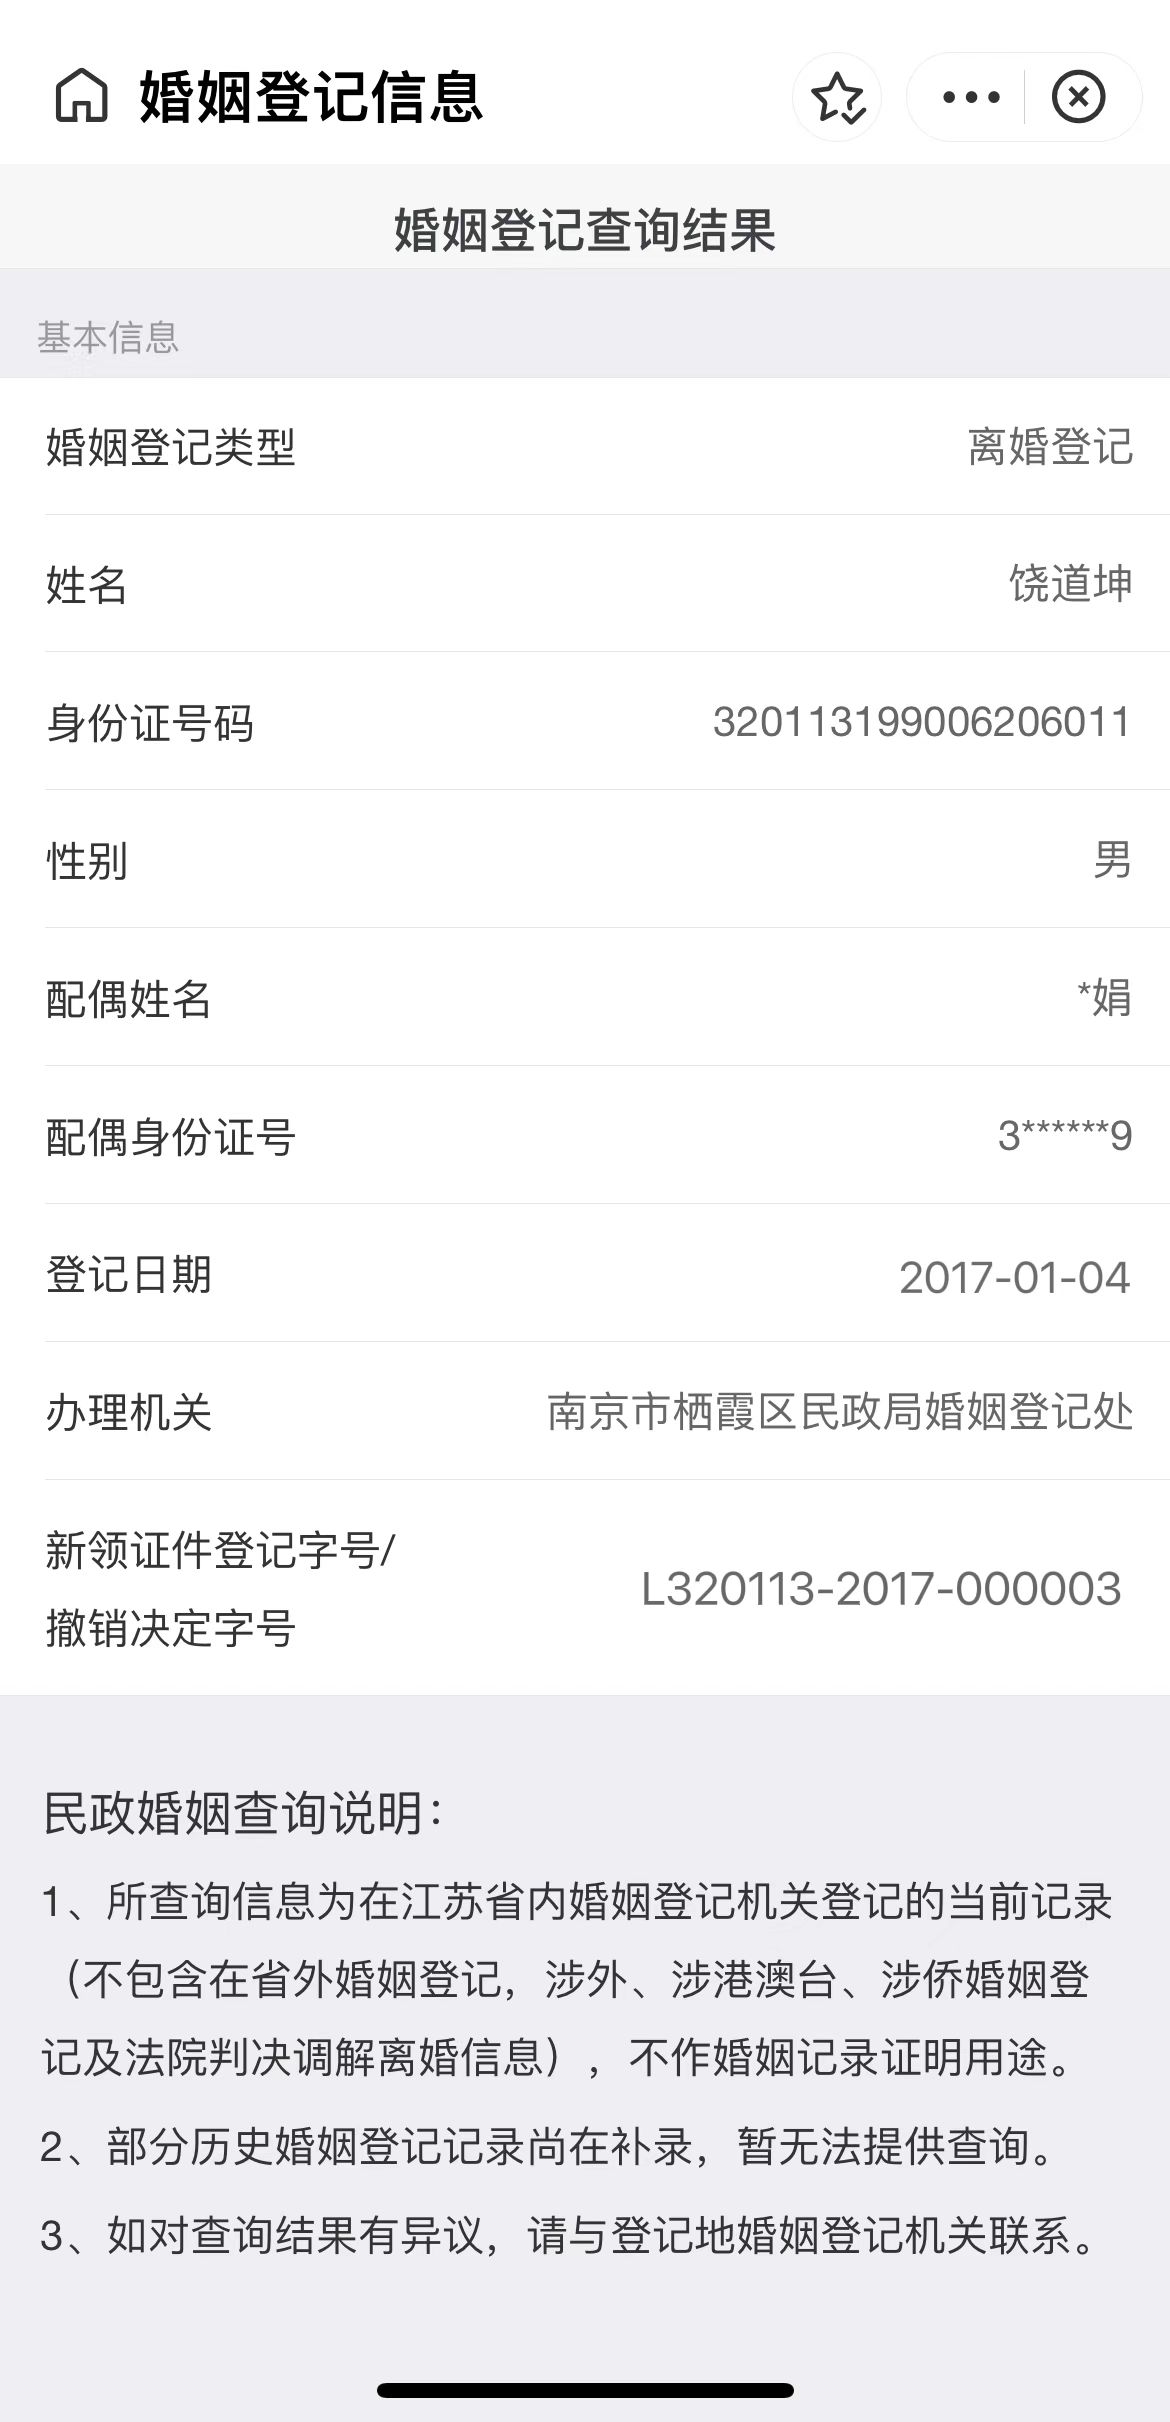 婚姻登记信息
婚姻登记查询结果
基本信息
婚姻登记类型 离婚登记
姓名 饶道坤
身份证号码 320113199006206011
性别 男
配偶姓名 *娟
配偶身份证号 3******9
登记日期 2017-01-04
办理机关 南京市栖霞区民政局婚姻登记处
新领证件登记字号/
撤销决定字号 L320113-2017-000003
民政婚姻查询说明：
1、所查询信息为在江苏省内婚姻登记机关登记的当前记录
（不包含在省外婚姻登记，涉外、涉港澳台、涉侨婚姻登
记及法院判决调解离婚信息），不作婚姻记录证明用途。
2、部分历史婚姻登记记录尚在补录，暂无法提供查询。
3、如对查询结果有异议，请与登记地婚姻登记机关联系。